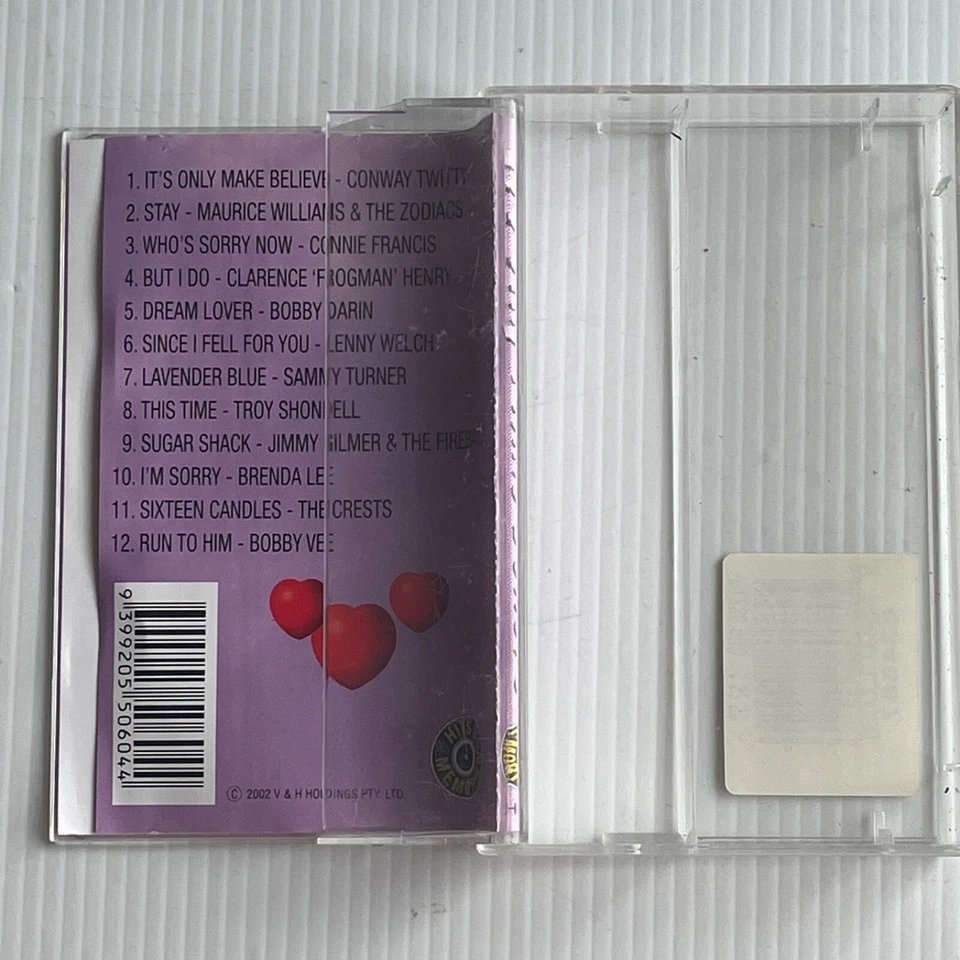 1. IT'S ONLY MAKE BELIEVE - CONWAY TWITTY
2. STAY - MAURICE WILLIAMS & THE ZODIACS
3. WHO'S SORRY NOW - CONNIE FRANCIS
4. BUT I DO - CLARENCE 'FROGMAN' HENRY
5. DREAM LOVER - BOBBY DARIN
6. SINCE I FELL FOR YOU - LENNY WELCH
7. LAVENDER BLUE - SAMMY TURNER
8. THIS TIME - TROY SHONDELL
9. SUGAR SHACK - JIMMY GILMER & THE
10. I'M SORRY - BRENDA LEE
11. SIXTEEN CANDLES - THE CRESTS
12. RUN TO HIM - BOBBY VEE
9 399205 506044
HITS
© 2002 V & H HOLDINGS PTY. LTD.